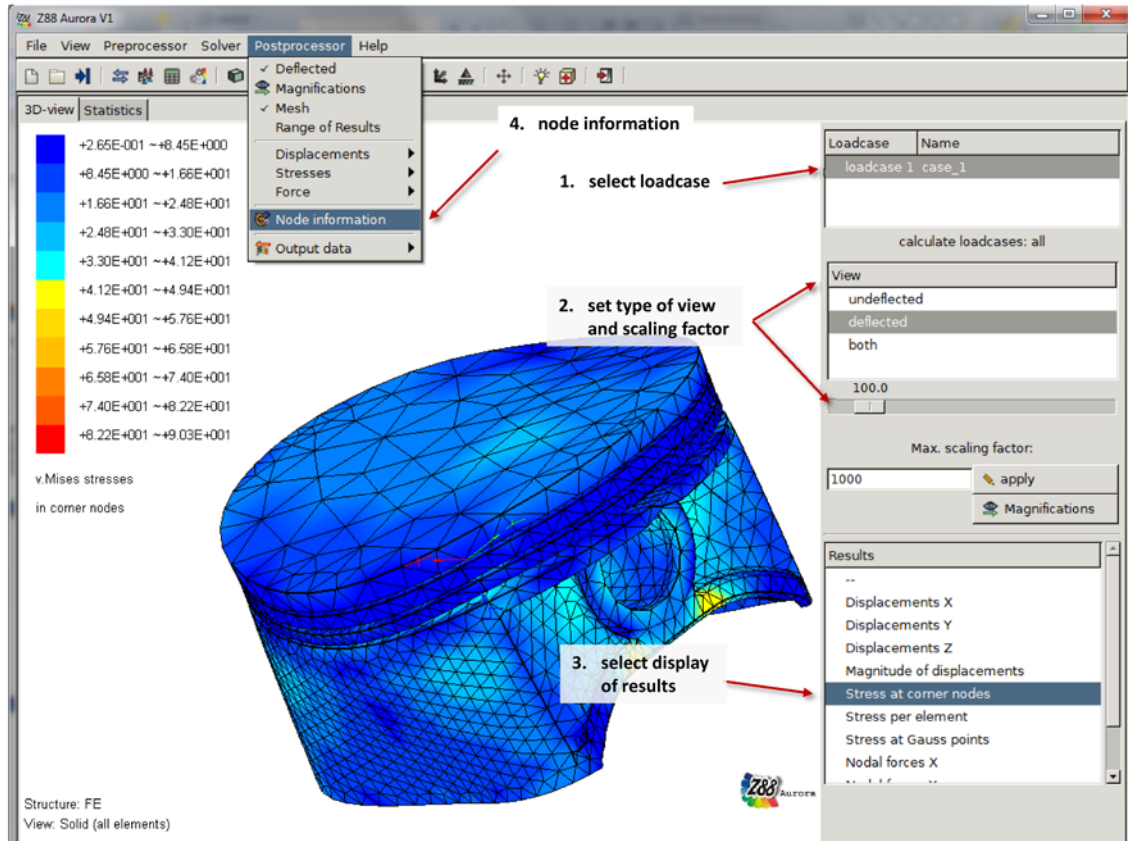 Z88 Aurora V1
File View Preprocessor Solver Postprocessor Help
Deflected
Magnifications
Mesh
Range of Results
Displacements
Stresses
Force
Node information
Output data
3D-view Statistics
+2.65E-001 ~+8.45E+000
+8.45E+000 ~+1.66E+001
+1.66E+001 ~+2.48E+001
+2.48E+001 ~+3.30E+001
+3.30E+001 ~+4.12E+001
+4.12E+001 ~+4.94E+001
+4.94E+001 ~+5.76E+001
+5.76E+001 ~+6.58E+001
+6.58E+001 ~+7.40E+001
+7.40E+001 ~+8.22E+001
+8.22E+001 ~+9.03E+001
v.Mises stresses
in corner nodes
4. node information
1. select loadcase
2. set type of view
and scaling factor
3. select display
of results
Loadcase Name
loadcase 1 case_1
calculate loadcases: all
View
undeflected
deflected
both
100.0
Max. scaling factor:
1000 apply
Magnifications
Results
--
Displacements X
Displacements Y
Displacements Z
Magnitude of displacements
Stress at corner nodes
Stress per element
Stress at Gauss points
Nodal forces X
Z88 Aurora
Structure: FE
View: Solid (all elements)